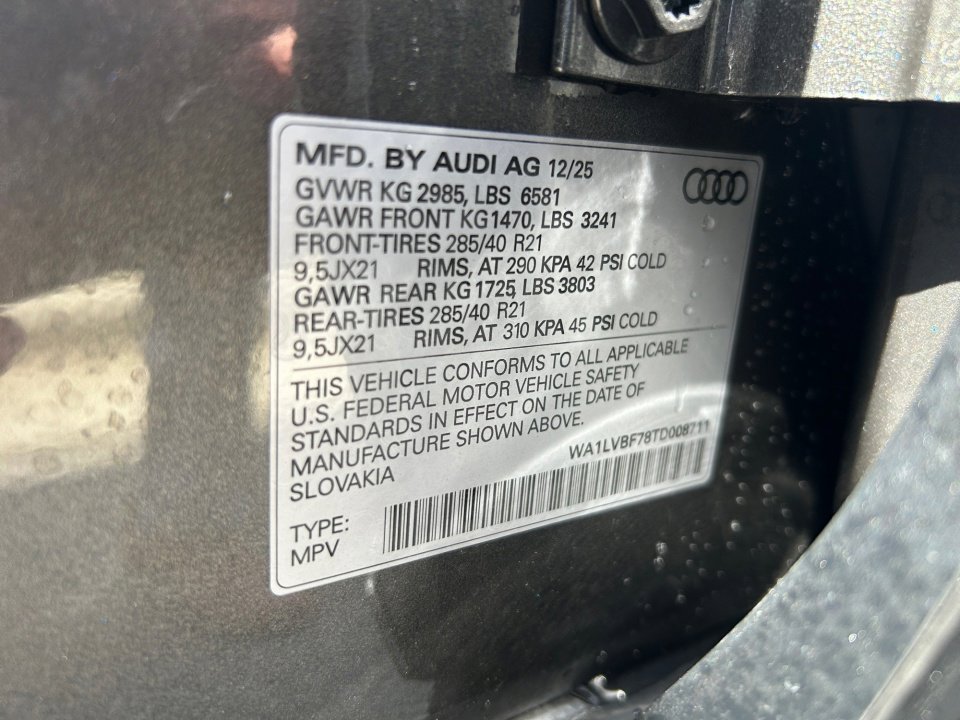 MFD. BY AUDI AG 12/25
GVWR KG 2985, LBS 6581
GAWR FRONT KG1470, LBS 3241
FRONT-TIRES 285/40 R21
9,5JX21 RIMS, AT 290 KPA 42 PSI COLD
GAWR REAR KG1725, LBS 3803
REAR-TIRES 285/40 R21
9,5JX21 RIMS, AT 310 KPA 45 PSI COLD
THIS VEHICLE CONFORMS TO ALL APPLICABLE
U.S. FEDERAL MOTOR VEHICLE SAFETY
STANDARDS IN EFFECT ON THE DATE OF
MANUFACTURE SHOWN ABOVE.
SLOVAKIA
WA1LVBF78TD008711
TYPE:
MPV